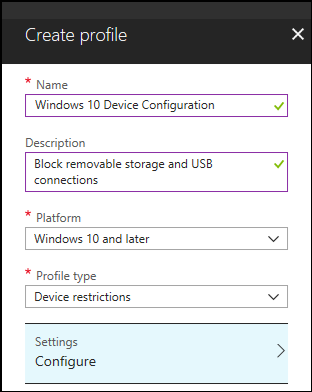 Create profile
* Name
Windows 10 Device Configuration
Description
Block removable storage and USB
connections
* Platform
Windows 10 and later
* Profile type
Device restrictions
Settings
Configure